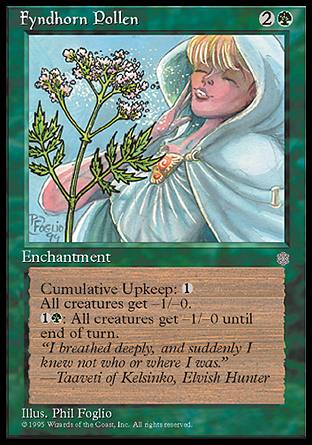 Fyndhorn Pollen 2
Enchantment
Cumulative Upkeep: 1
All creatures get –1/–0.
1: All creatures get –1/–0 until
end of turn.
"I breathed deeply, and suddenly I
knew not who or where I was."
—Taaveti of Kelsinko, Elvish Hunter
Illus. Phil Foglio
©1995 Wizards of the Coast, Inc. All rights reserved.
PFoglio
94